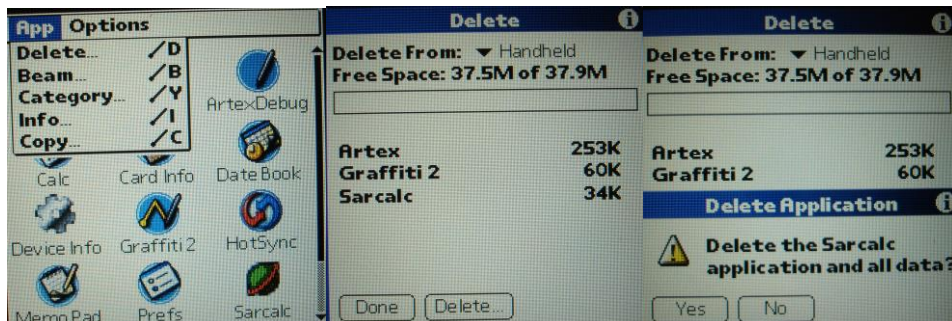 App Options
Delete... /D
Beam... /B
Category... /Y
Info... /I
Copy... /C
ArtexDebug
Calc Card Info Date Book
Device Info Graffiti 2 HotSync
Memo Pad Prefs Sarcalc
Delete
Delete From: Handheld
Free Space: 37.5M of 37.9M
Artex 253K
Graffiti 2 60K
Sarcalc 34K
Done Delete...
Delete
Delete From: Handheld
Free Space: 37.5M of 37.9M
Artex 253K
Graffiti 2 60K
Delete Application
Delete the Sarcalc
application and all data?
Yes No